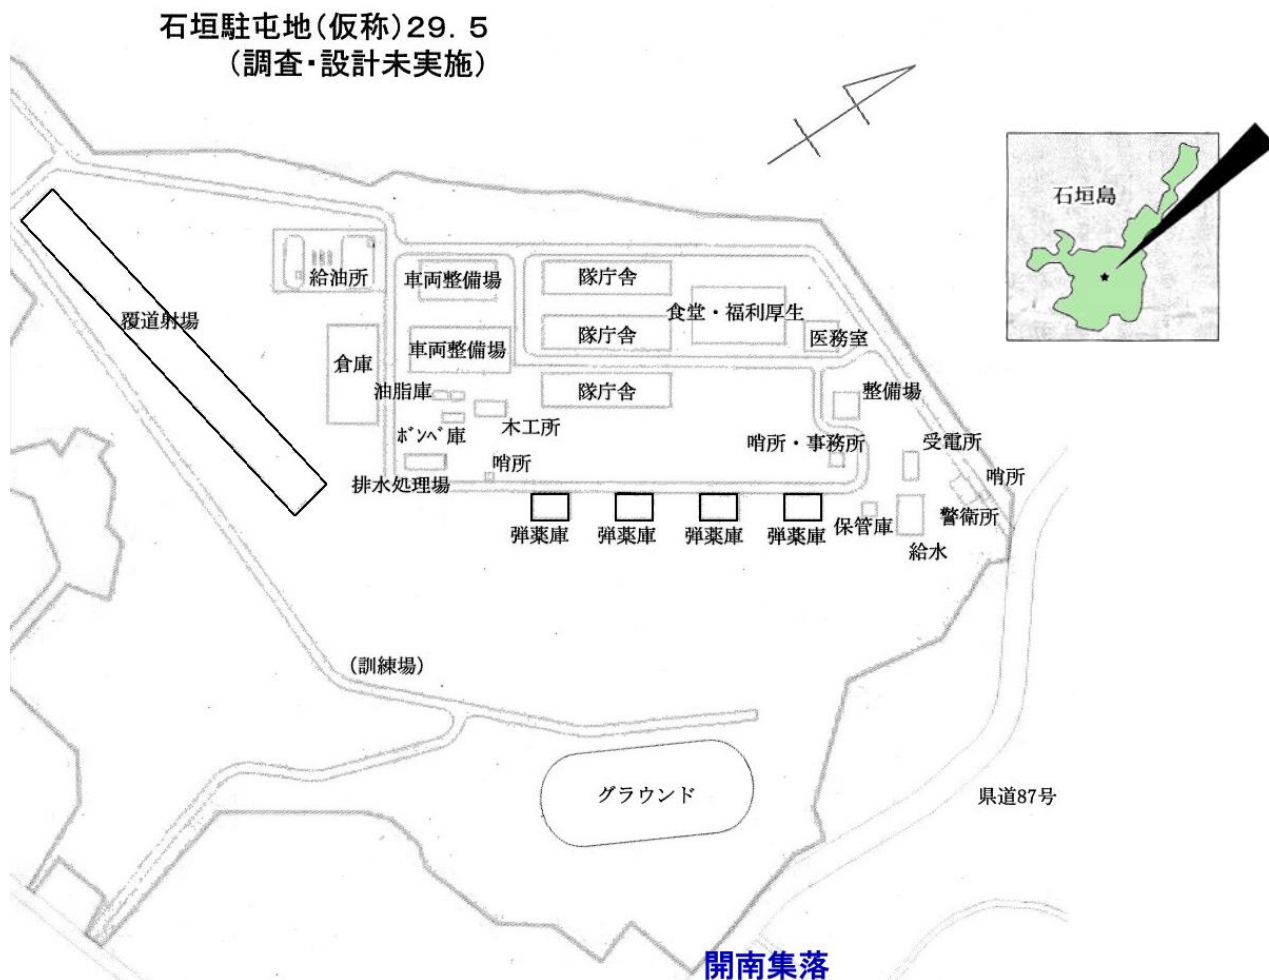 石垣駐屯地(仮称)29.5
(調査・設計未実施)
石垣島
給油所
車両整備場
隊庁舎
食堂・福利厚生
覆道射場
車両整備場
隊庁舎
医務室
倉庫
油脂庫
隊庁舎
整備場
ボンベ庫
木工所
哨所・事務所
受電所
排水処理場
哨所
哨所
弾薬庫
弾薬庫
弾薬庫
弾薬庫
保管庫
警衛所
給水
(訓練場)
グラウンド
県道87号
開南集落